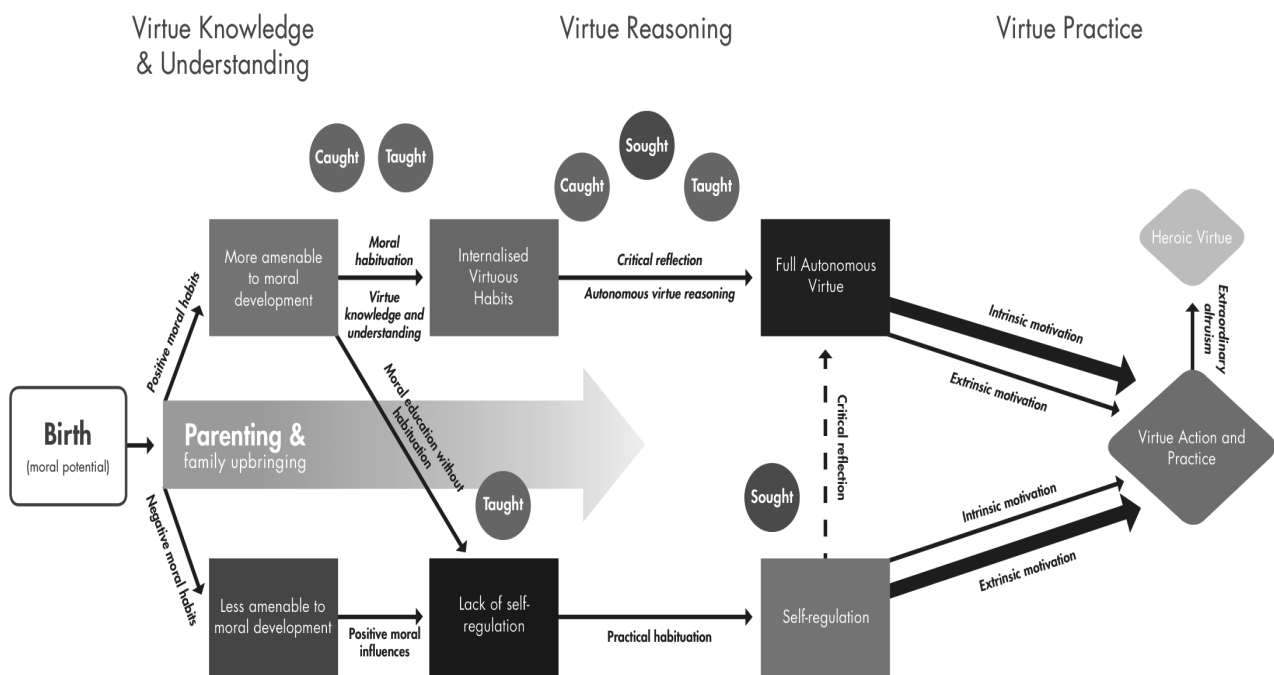 Virtue Knowledge
& Understanding
Virtue Reasoning
Virtue Practice
Caught
Taught
Caught
Sought
Taught
More amenable
to moral
development
Moral
habituation
Virtue
knowledge and
understanding
Internalised
Virtuous
Habits
Critical reflection
Autonomous virtue reasoning
Full Autonomous
Virtue
Heroic Virtue
Extraordinary
altruism
Intrinsic motivation
Extrinsic motivation
Positive moral habits
Birth
(moral potential)
Parenting &
family upbringing
Moral education without
habituation
Taught
Sought
Critical reflection
Virtue Action and
Practice
Negative moral habits
Less amenable to
moral development
Positive moral
influences
Lack of self-
regulation
Practical habituation
Self-regulation
Intrinsic motivation
Extrinsic motivation